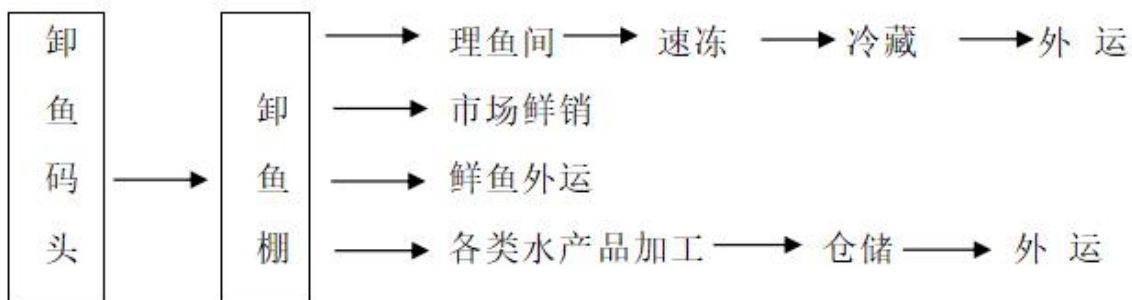 卸鱼码头
卸鱼棚
理鱼间 速冻 冷藏 外 运
市场鲜销
鲜鱼外运
各类水产品加工 仓储 外 运